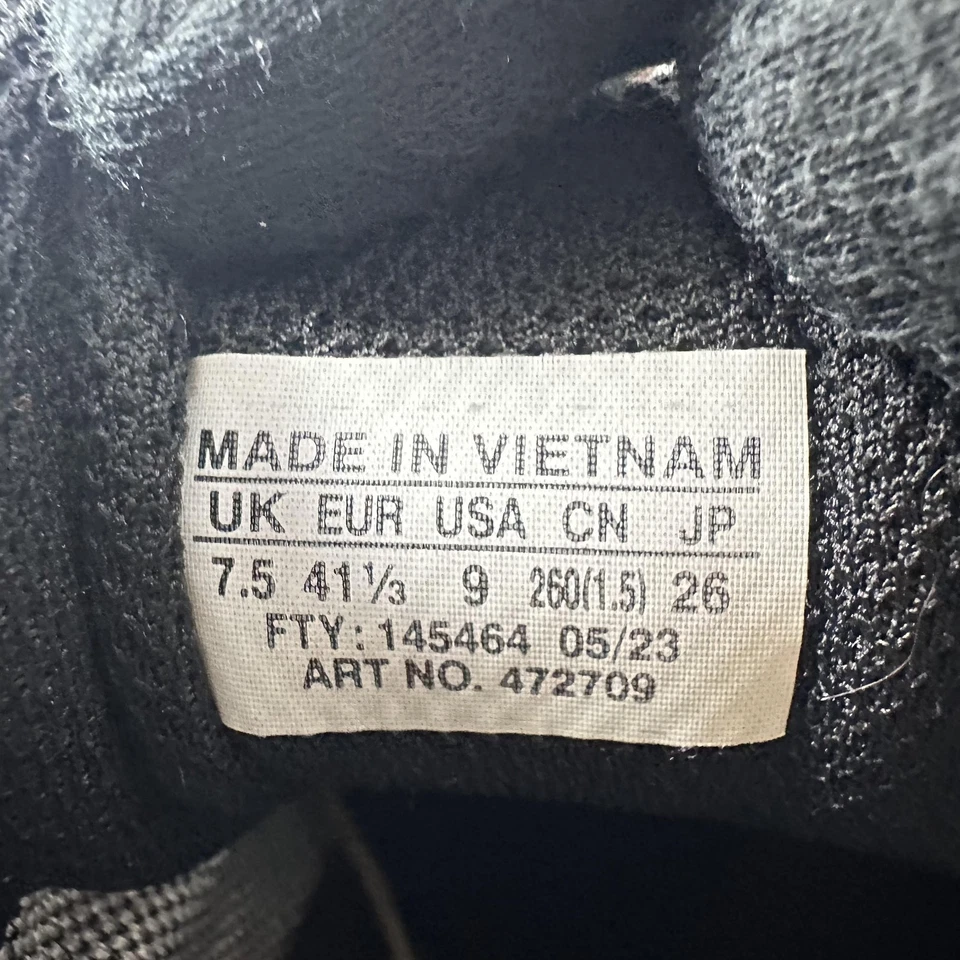 MADE IN VIETNAM
UK EUR USA CN JP
7.5 41⅓ 9 260(1.5) 26
FTY: 145464 05/23
ART NO. 472709